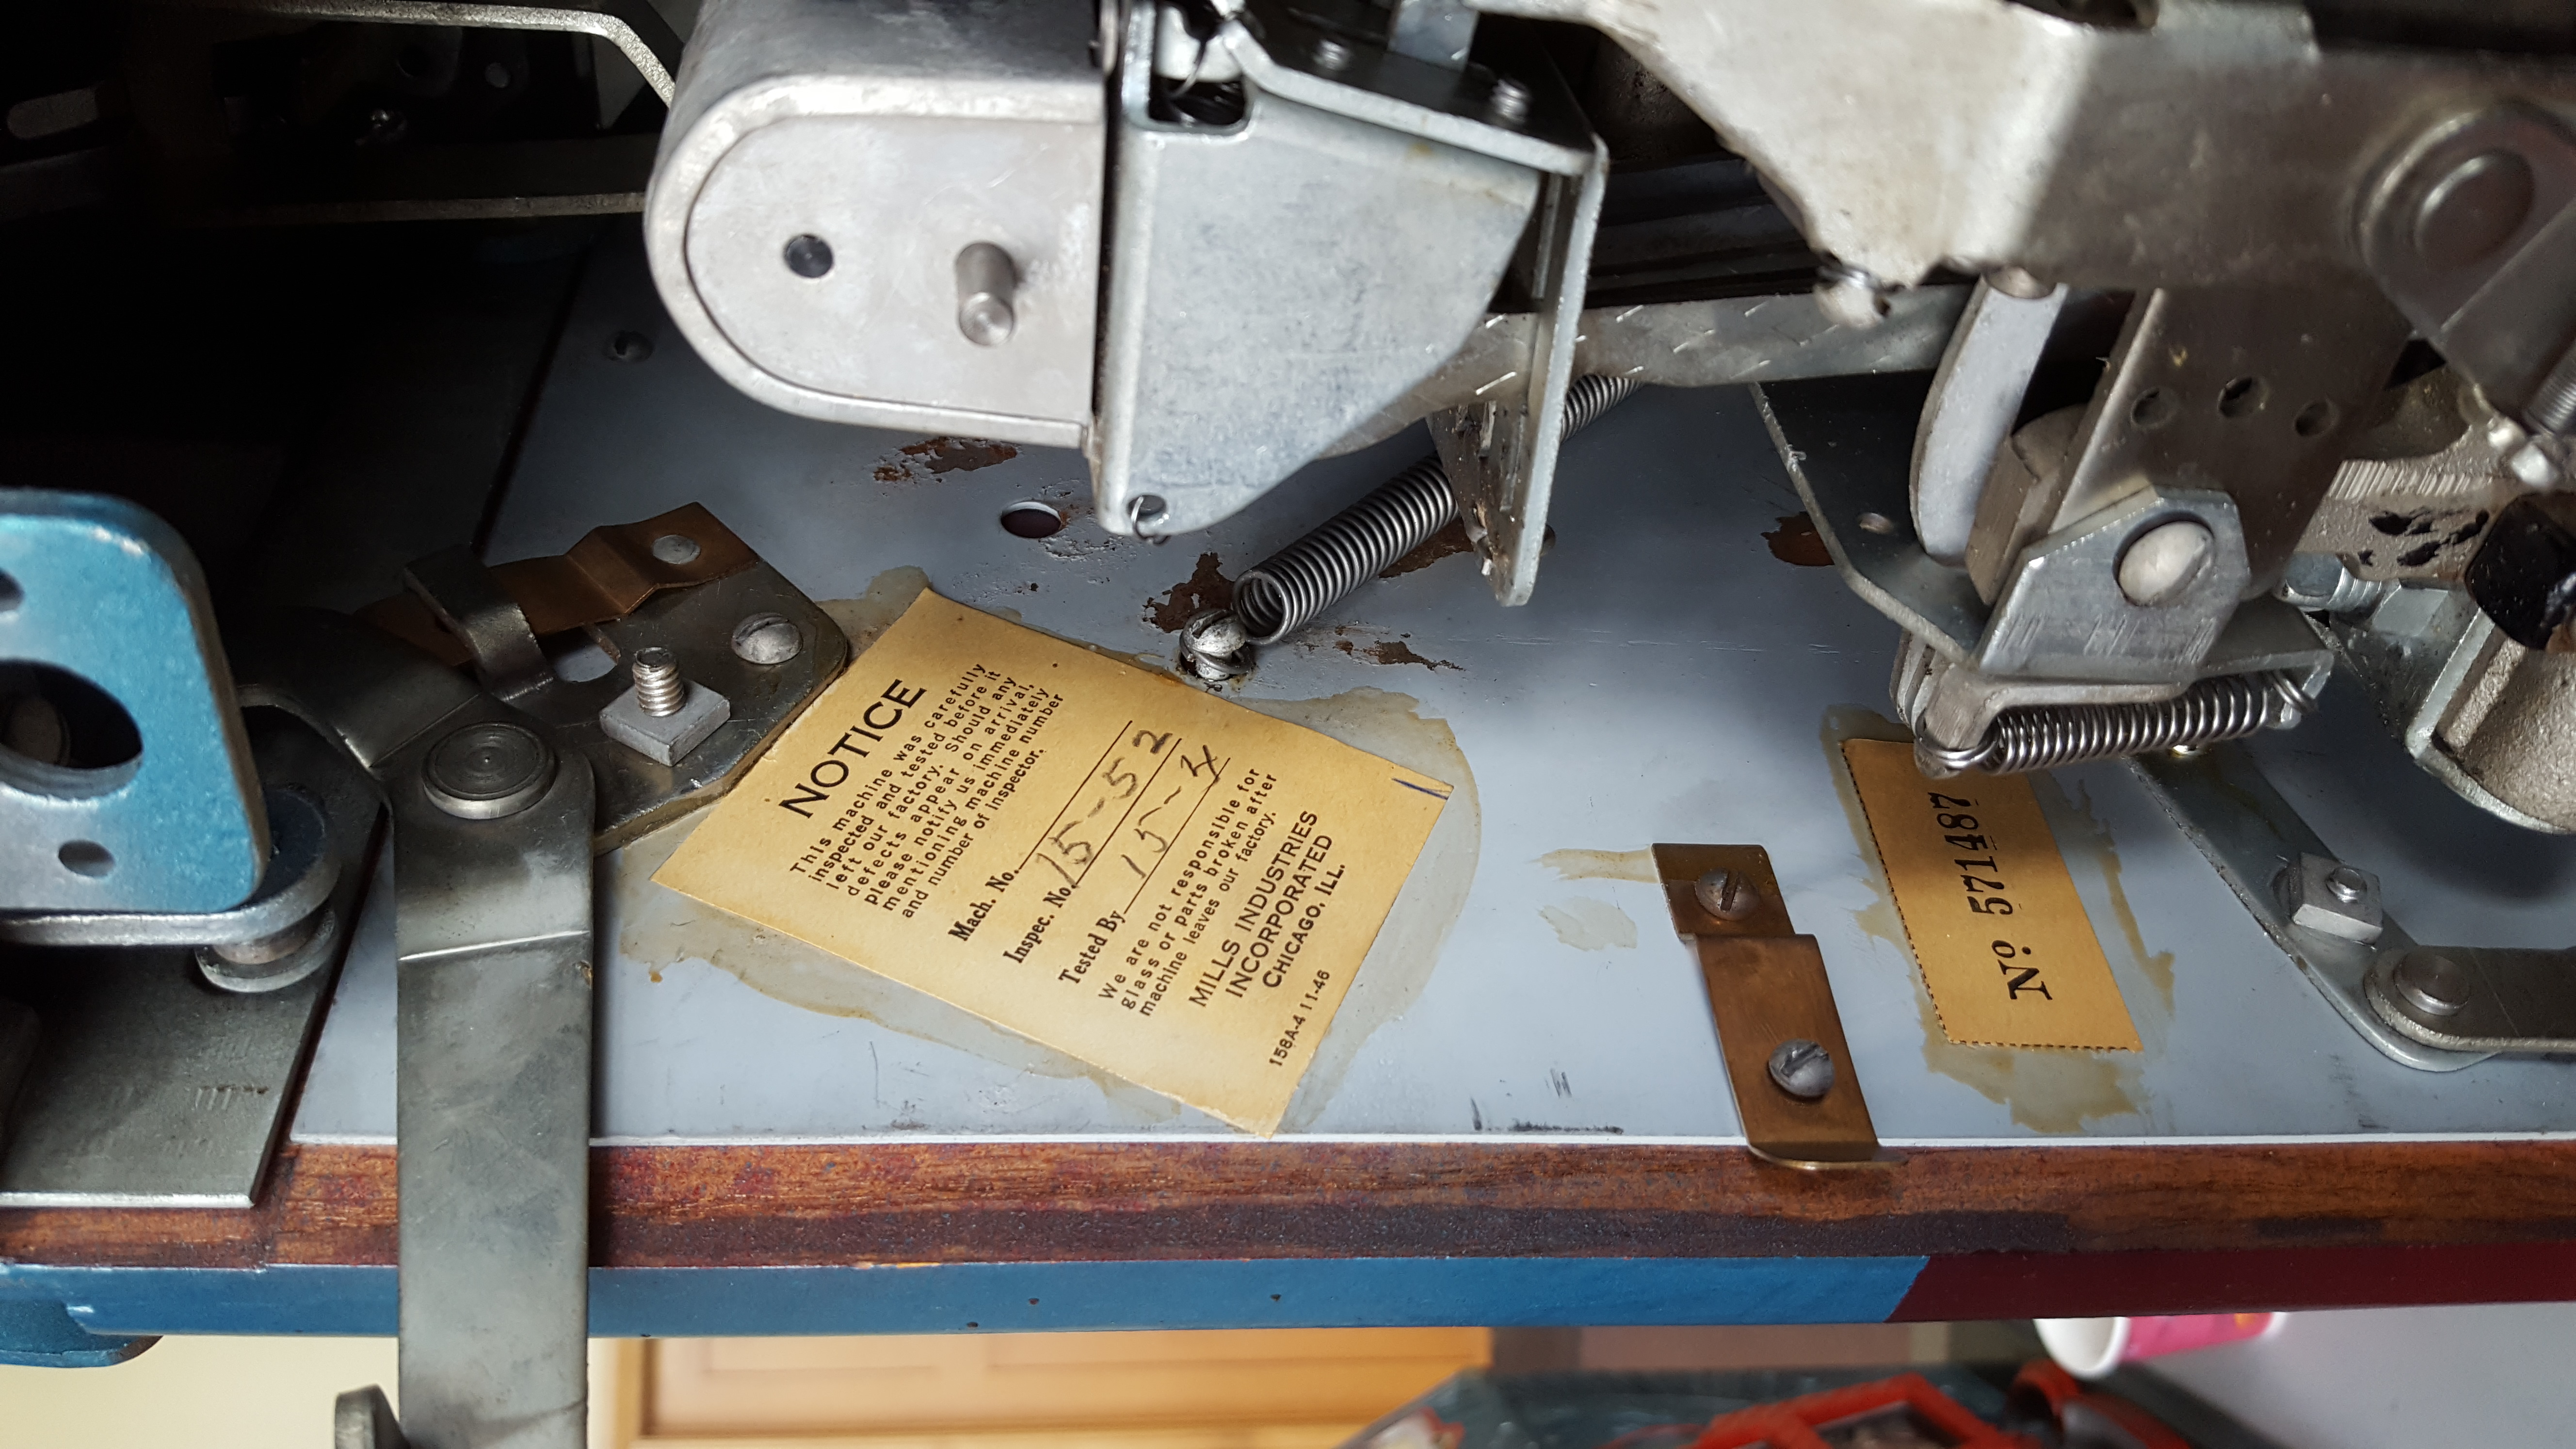 NOTICE
This machine was carefully
inspected and tested before it
left our factory. Should any
defects appear on arrival,
please notify us immediately
mentioning machine number
and number of inspector.
Mach. No.
Inspec. No. 15-52
Tested By 15-X
We are not responsible for
glass or parts broken after
machine leaves our factory.
MILLS INDUSTRIES
INCORPORATED
CHICAGO, ILL.
158A-4 11-46
No. 571487